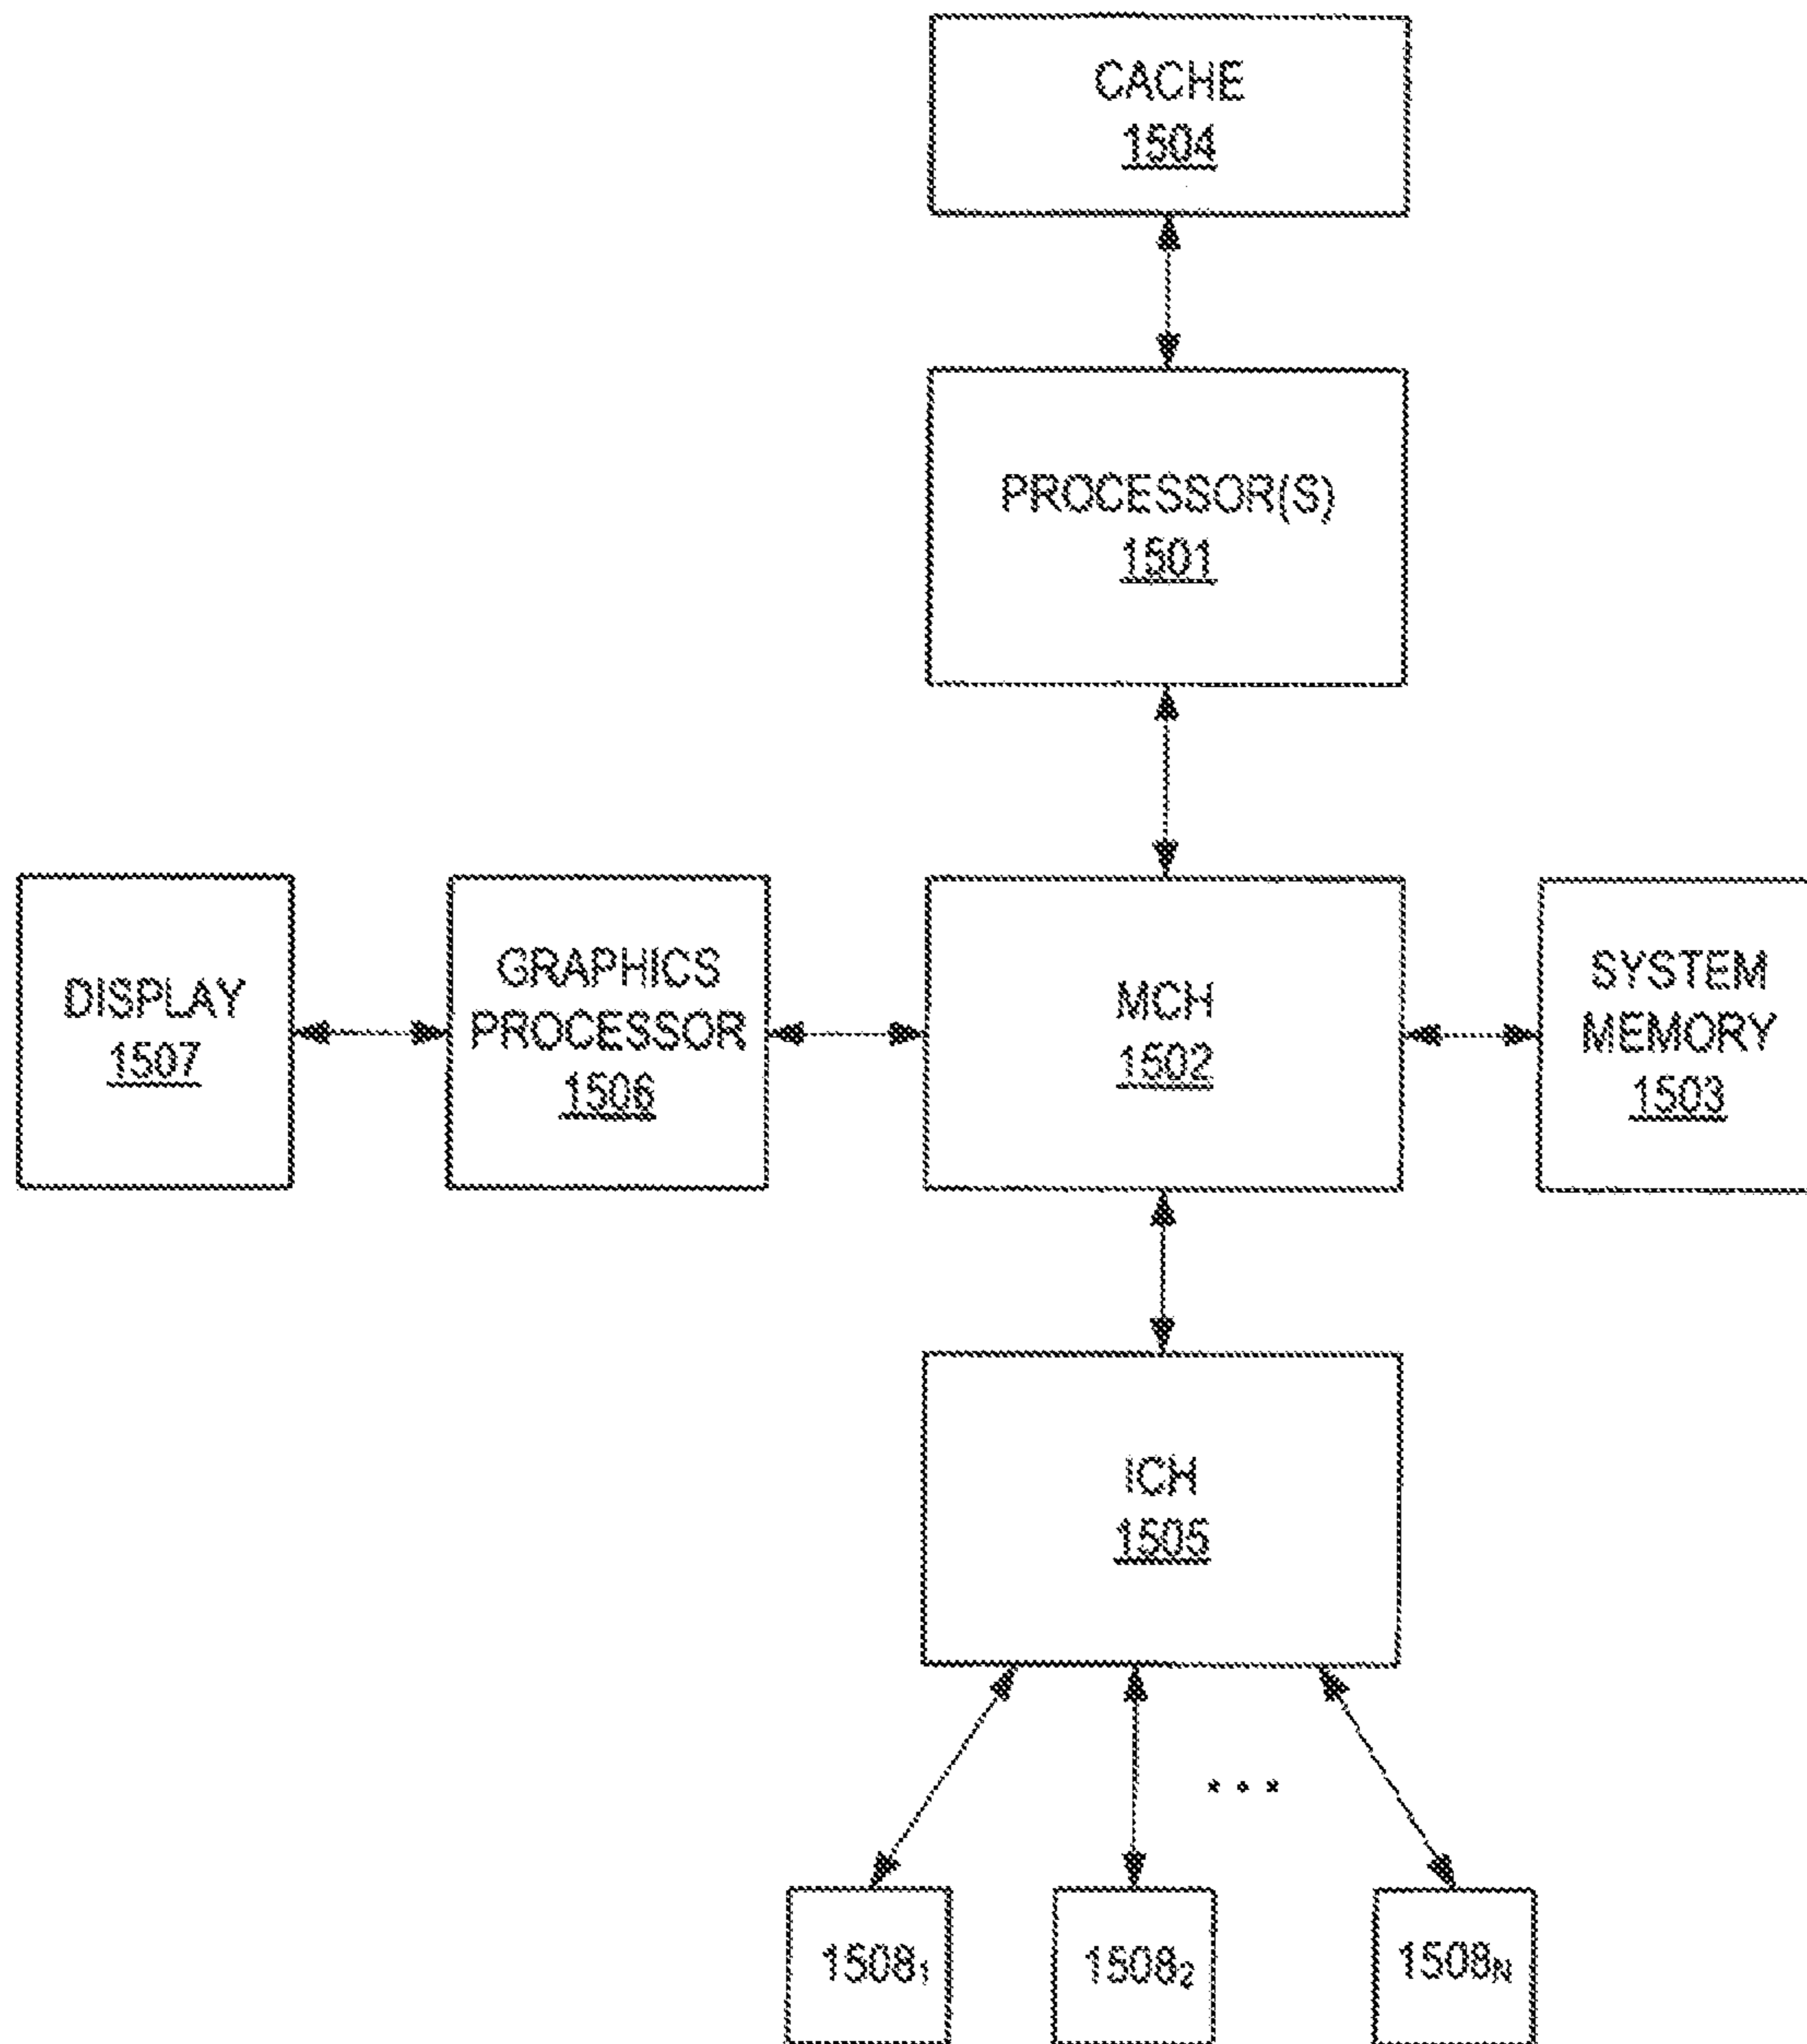 CACHE
1504
PROCESSOR(S)
1501
DISPLAY
1507
GRAPHICS
PROCESSOR
1506
MCH
1502
SYSTEM
MEMORY
1503
ICH
1505
1508₁
1508₂
. . .
1508N